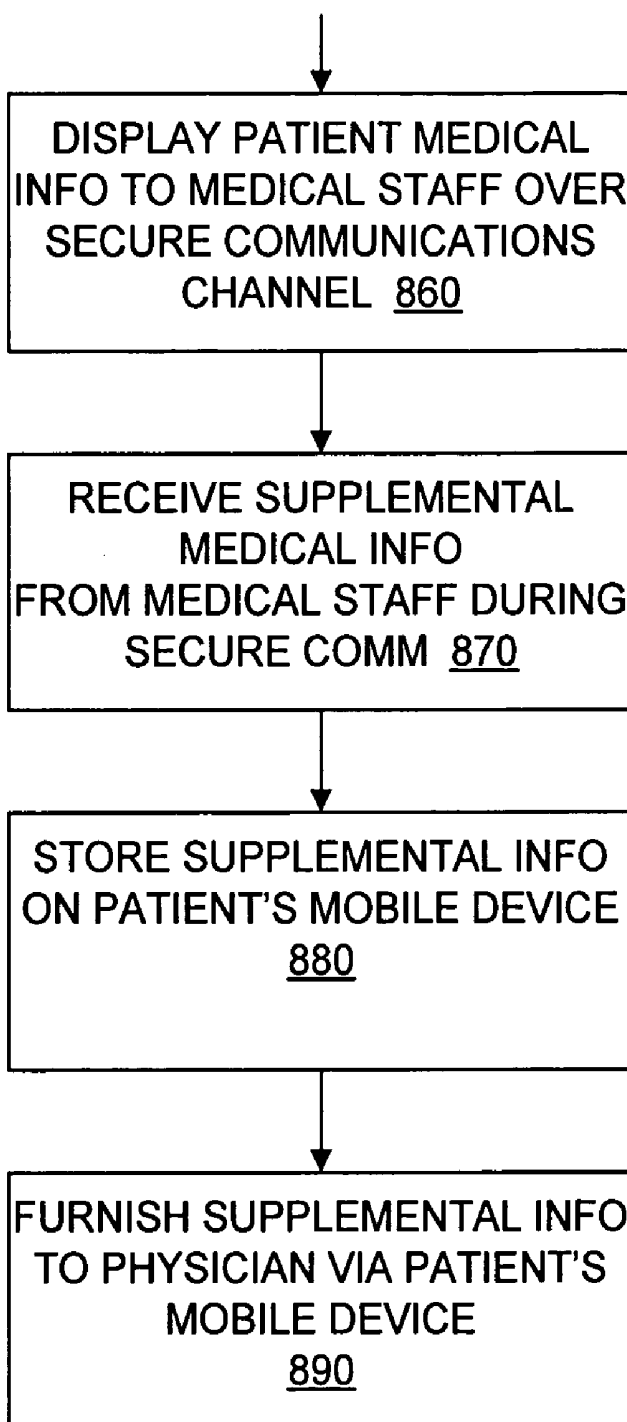 DISPLAY PATIENT MEDICAL
INFO TO MEDICAL STAFF OVER
SECURE COMMUNICATIONS
CHANNEL 860
RECEIVE SUPPLEMENTAL
MEDICAL INFO
FROM MEDICAL STAFF DURING
SECURE COMM 870
STORE SUPPLEMENTAL INFO
ON PATIENT'S MOBILE DEVICE
880
FURNISH SUPPLEMENTAL INFO
TO PHYSICIAN VIA PATIENT'S
MOBILE DEVICE
890